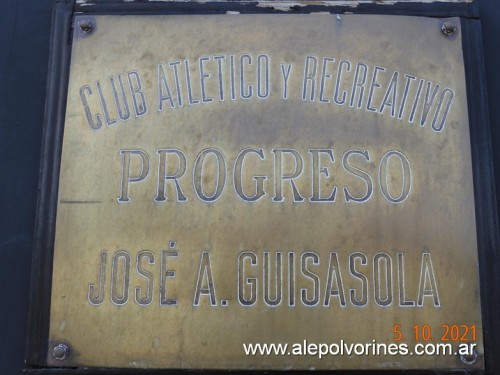 CLUB ATLETICO Y RECREATIVO
PROGRESO
JOSÉ A. GUISASOLA
5.10.2021
www.alepolvorines.com.ar